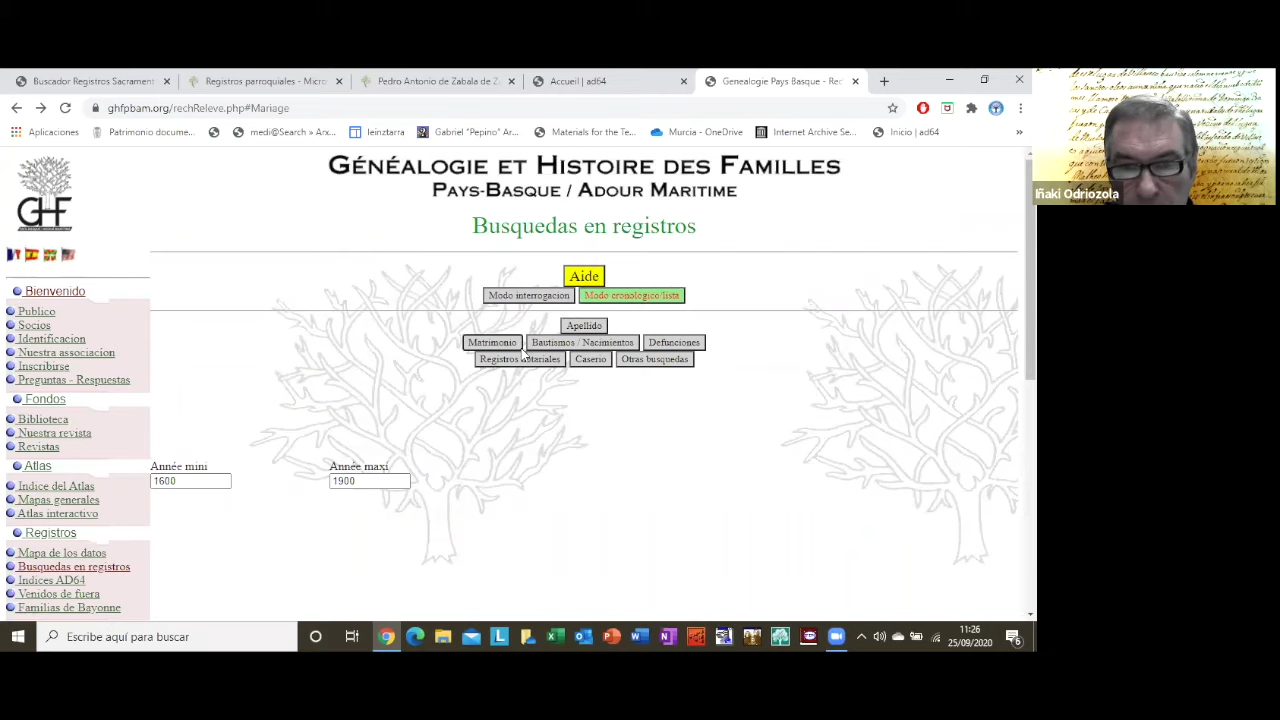 Buscador Registros Sacrament
Registros parroquiales - Micro
Pedro Antonio de Zabala de Z
Accueil | ad64
Genealogie Pays Basque - Rec
ghfpbam.org/rechReleve.php#Mariage
Aplicaciones
Patrimonio docume...
medi@Search » Arx...
leinztarra
Gabriel "Pepino" Ar...
Materials for the Te...
Murcia - OneDrive
Internet Archive Se...
Inicio | ad64
»
GHF
GÉNÉALOGIE ET HISTOIRE DES FAMILLES
PAYS-BASQUE / ADOUR MARITIME
Busquedas en registros
Aide
Modo interrogacion
Modo cronológico/lista
Apellido
Matrimonio
Bautismos / Nacimientos
Defunciones
Registros notariales
Caserio
Otras busquedas
Année mini
Année maxi
1600
1900
Bienvenido
Publico
Socios
Identificacion
Nuestra associacion
Inscribirse
Preguntas - Respuestas
Fondos
Biblioteca
Nuestra revista
Revistas
Atlas
Indice del Atlas
Mapas generales
Atlas interactivo
Registros
Mapa de los datos
Busquedas en registros
Indices AD64
Venidos de fuera
Familias de Bayonne
Iñaki Odriozola
Escribe aquí para buscar
11:26
25/09/2020
6